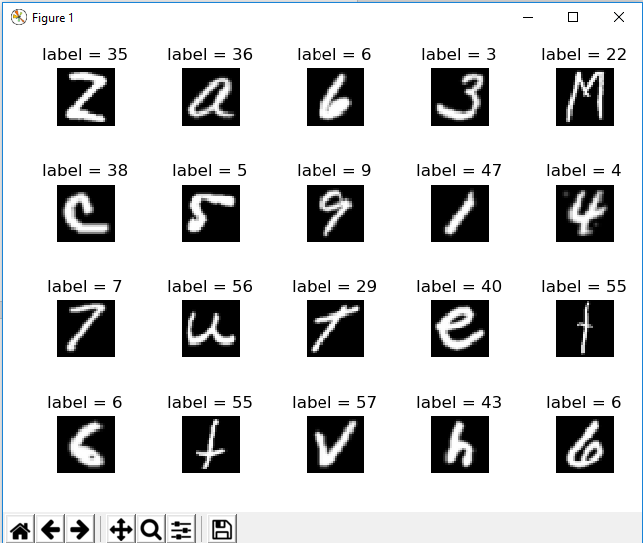 Figure 1
label = 35 label = 36 label = 6 label = 3 label = 22
Z a 6 3 M
label = 38 label = 5 label = 9 label = 47 label = 4
c 5 9 l 4
label = 7 label = 56 label = 29 label = 40 label = 55
7 u T e t
label = 6 label = 55 label = 57 label = 43 label = 6
6 t v h 6